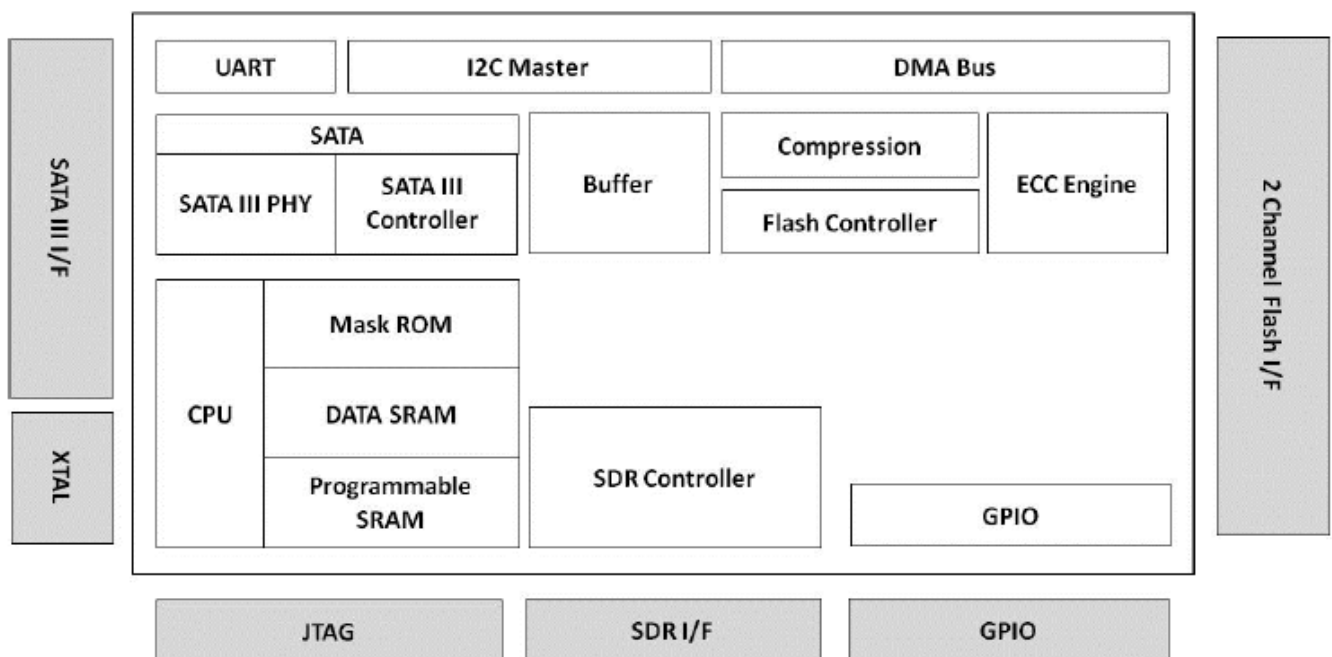 SATA III I/F
XTAL
UART
I2C Master
DMA Bus
SATA
SATA III PHY
SATA III
Controller
Buffer
Compression
Flash Controller
ECC Engine
CPU
Mask ROM
DATA SRAM
Programmable
SRAM
SDR Controller
GPIO
2 Channel Flash I/F
JTAG
SDR I/F
GPIO